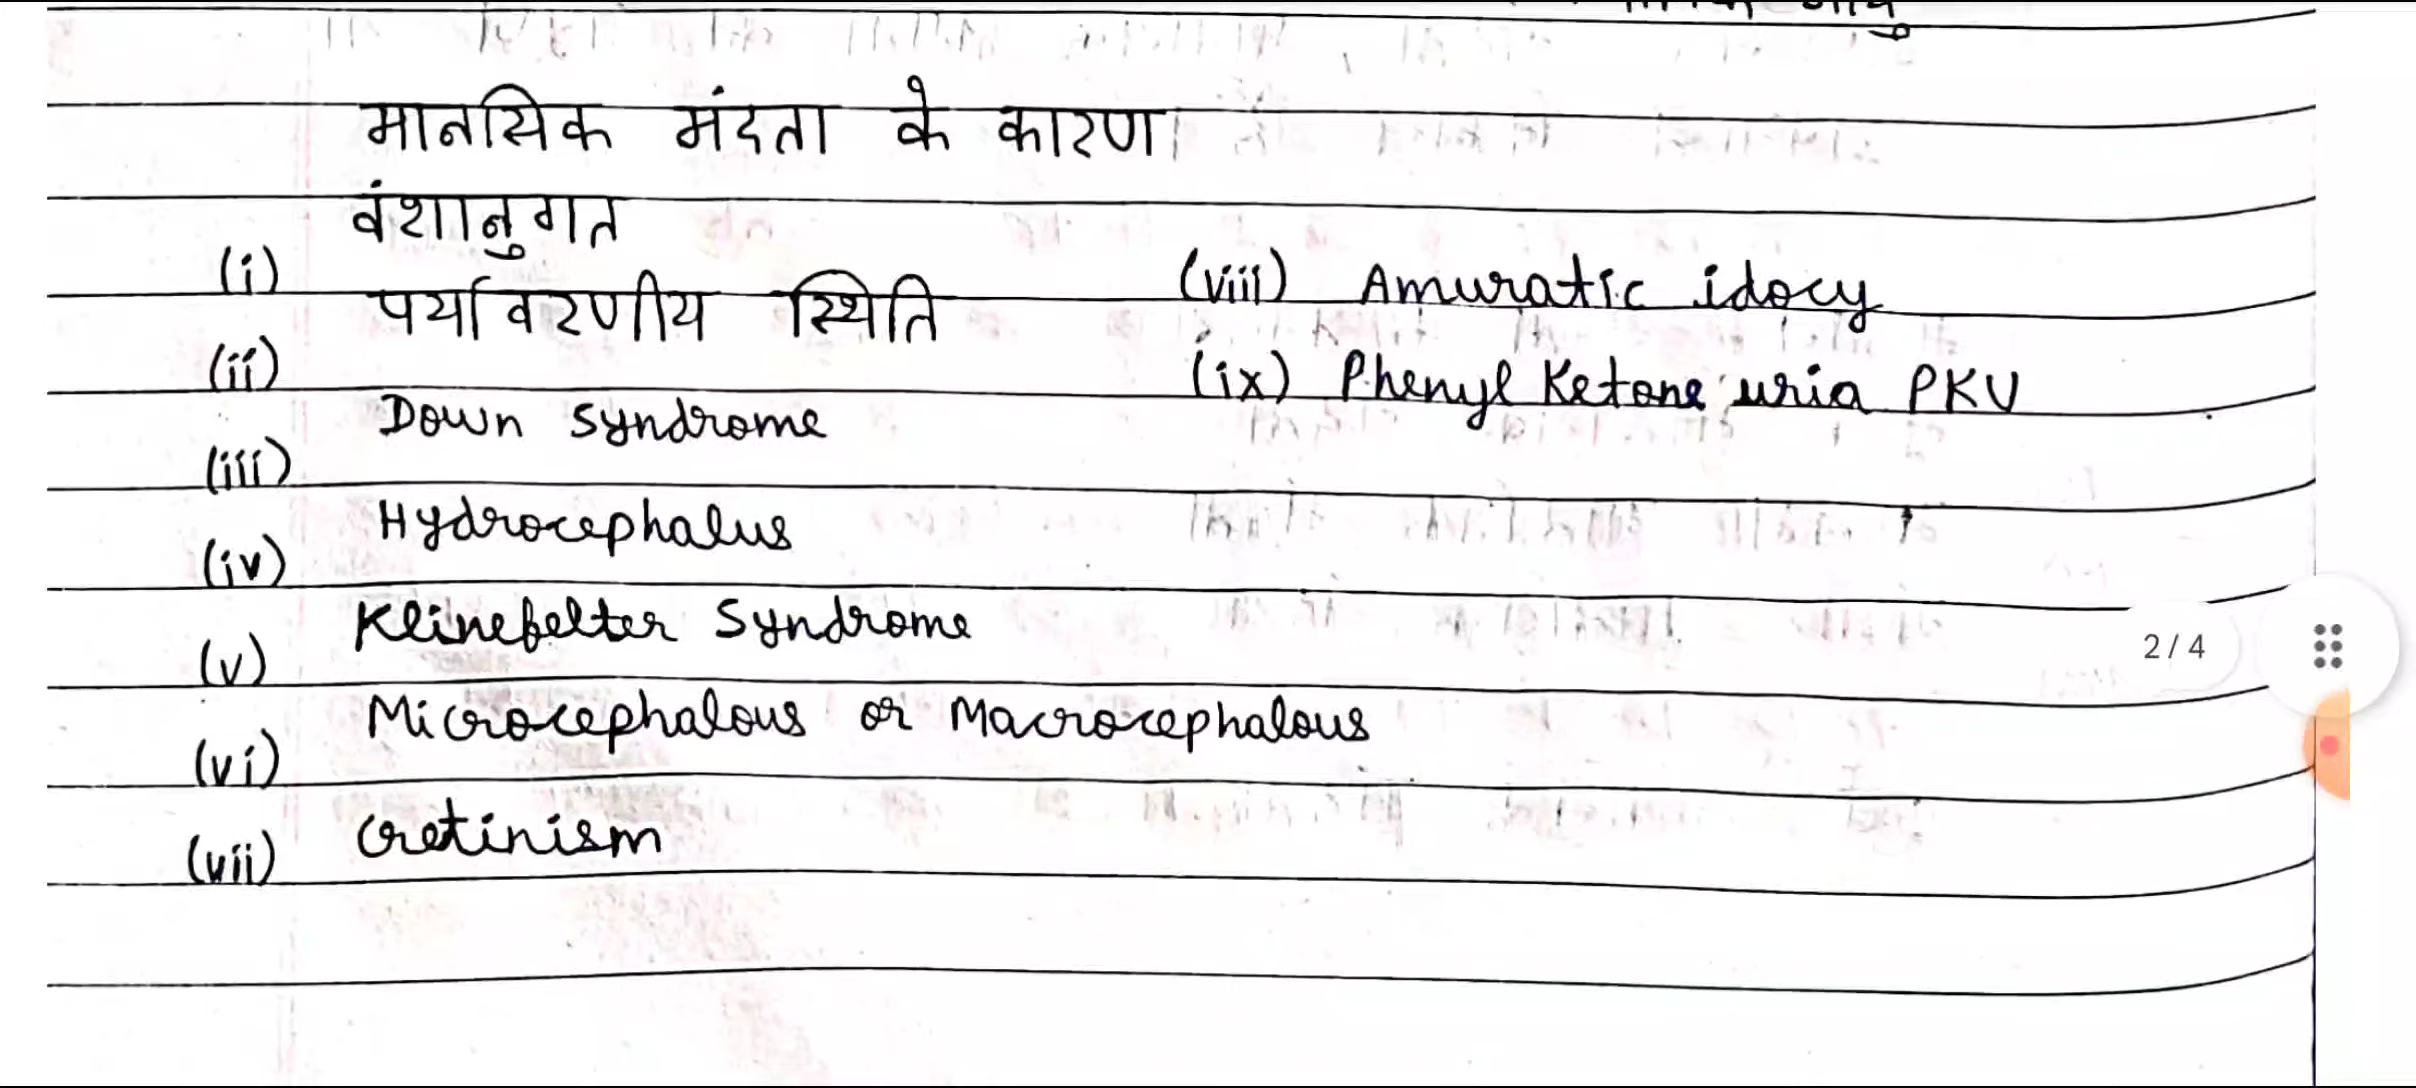 मानसिक मंदता के कारण
(i) वंशानुगत
(ii) पर्यावरणीय स्थिति
(iii) Down syndrome
(iv) Hydrocephalus
(v) Klinefelter Syndrome
(vi) Microcephalous or Macrocephalous
(vii) Cretinism
(viii) Amuratic idocy
(ix) Phenyl Ketone uria PKU
2 / 4